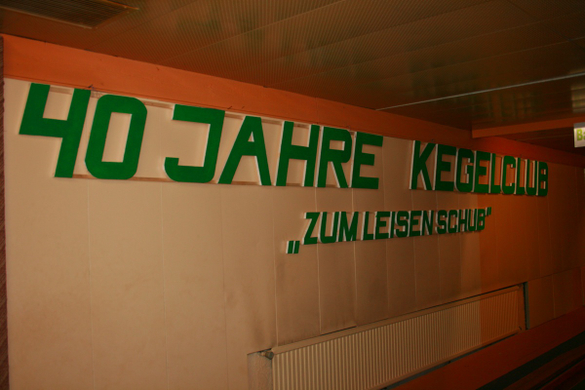 40 JAHRE KEGELCLUB
„ZUM LEISEN SCHUB"